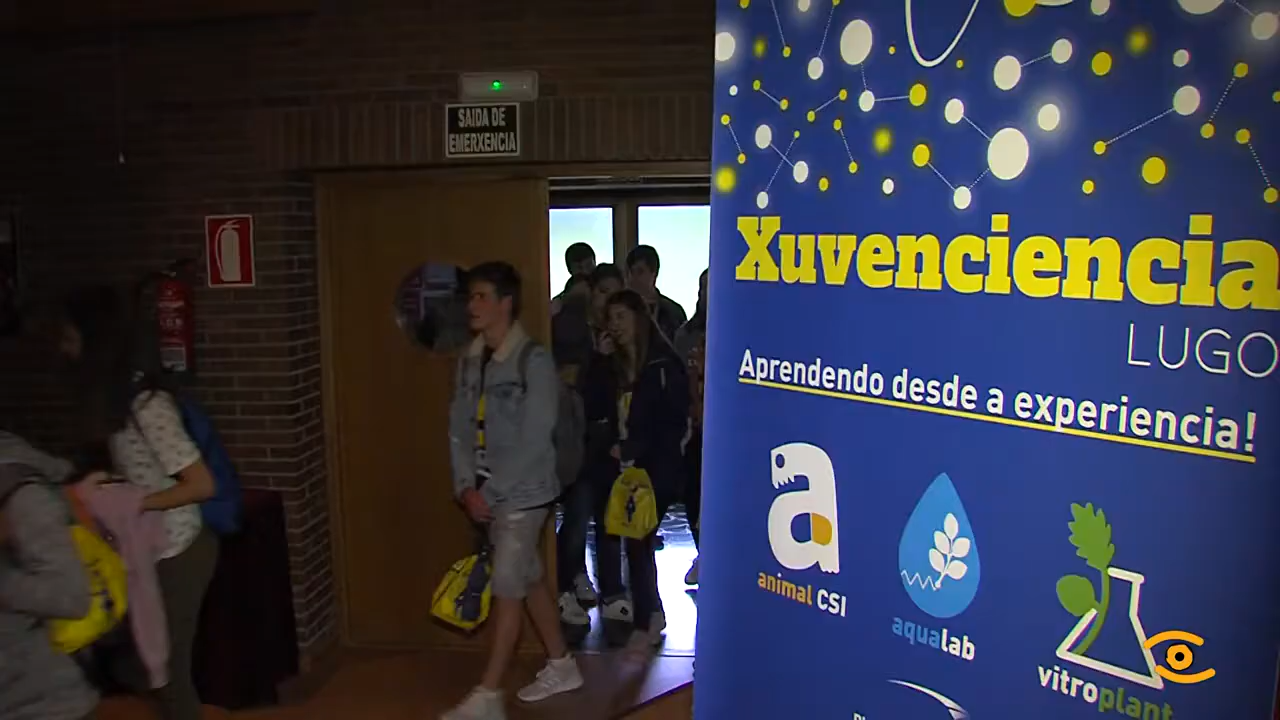 SAIDA DE
EMERXENCIA
Xuvenciencia
LUGO
Aprendendo desde a experiencia!
animal CSI
aqualab
vitroplant